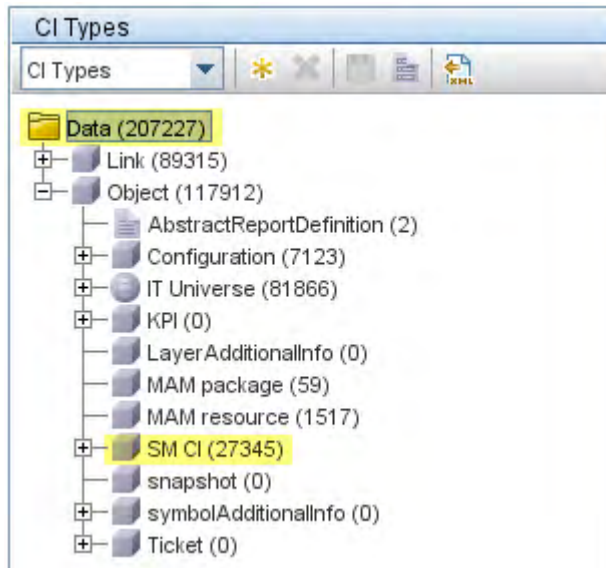 CI Types
CI Types
XML
Data (207227)
Link (89315)
Object (117912)
AbstractReportDefinition (2)
Configuration (7123)
IT Universe (81866)
KPI (0)
LayerAdditionalInfo (0)
MAM package (59)
MAM resource (1517)
SM CI (27345)
snapshot (0)
symbolAdditionalInfo (0)
Ticket (0)